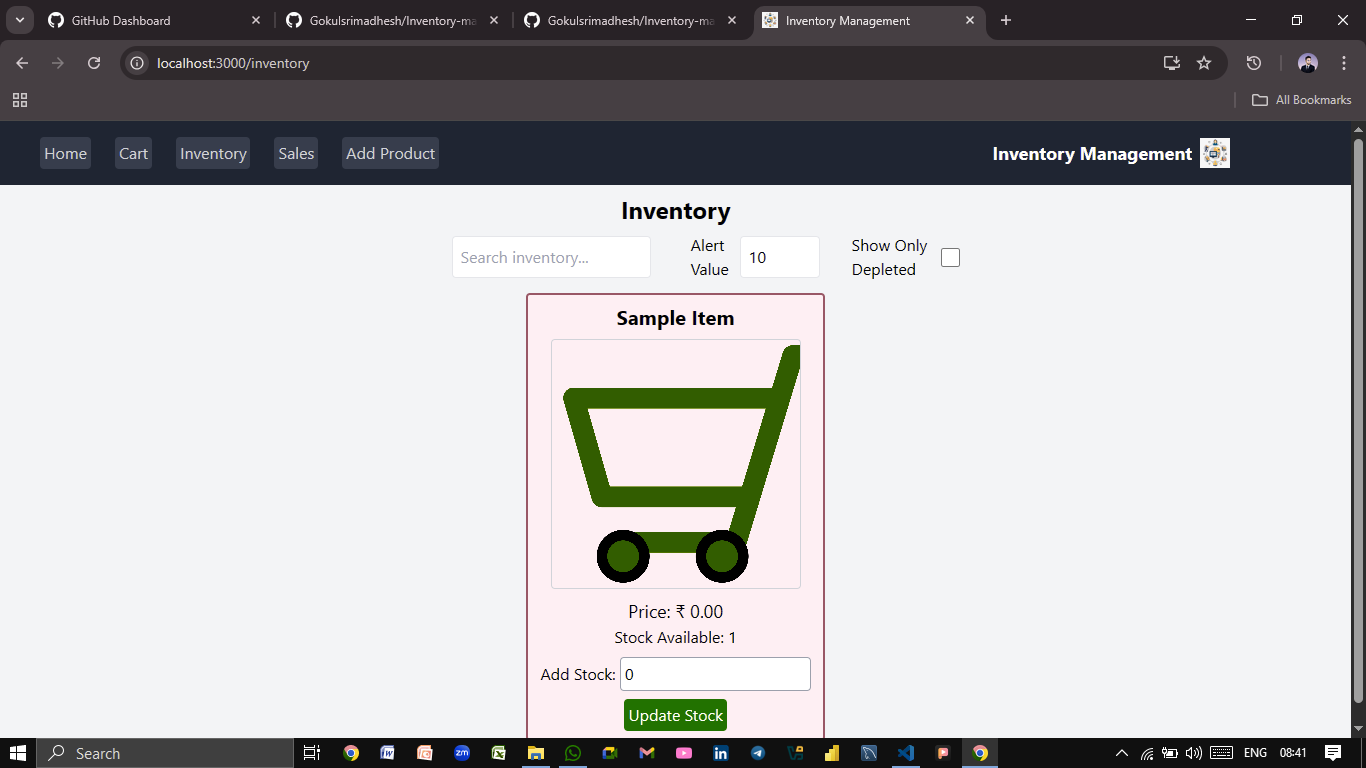 GitHub Dashboard
Gokulsrimadhesh/Inventory-ma
Gokulsrimadhesh/Inventory-ma
Inventory Management
localhost:3000/inventory
All Bookmarks
Home
Cart
Inventory
Sales
Add Product
Inventory Management
Inventory
Search inventory...
Alert
Value
10
Show Only
Depleted
Sample Item
Price: ₹ 0.00
Stock Available: 1
Add Stock: 0
Update Stock
Search
zm
ENG
08:41